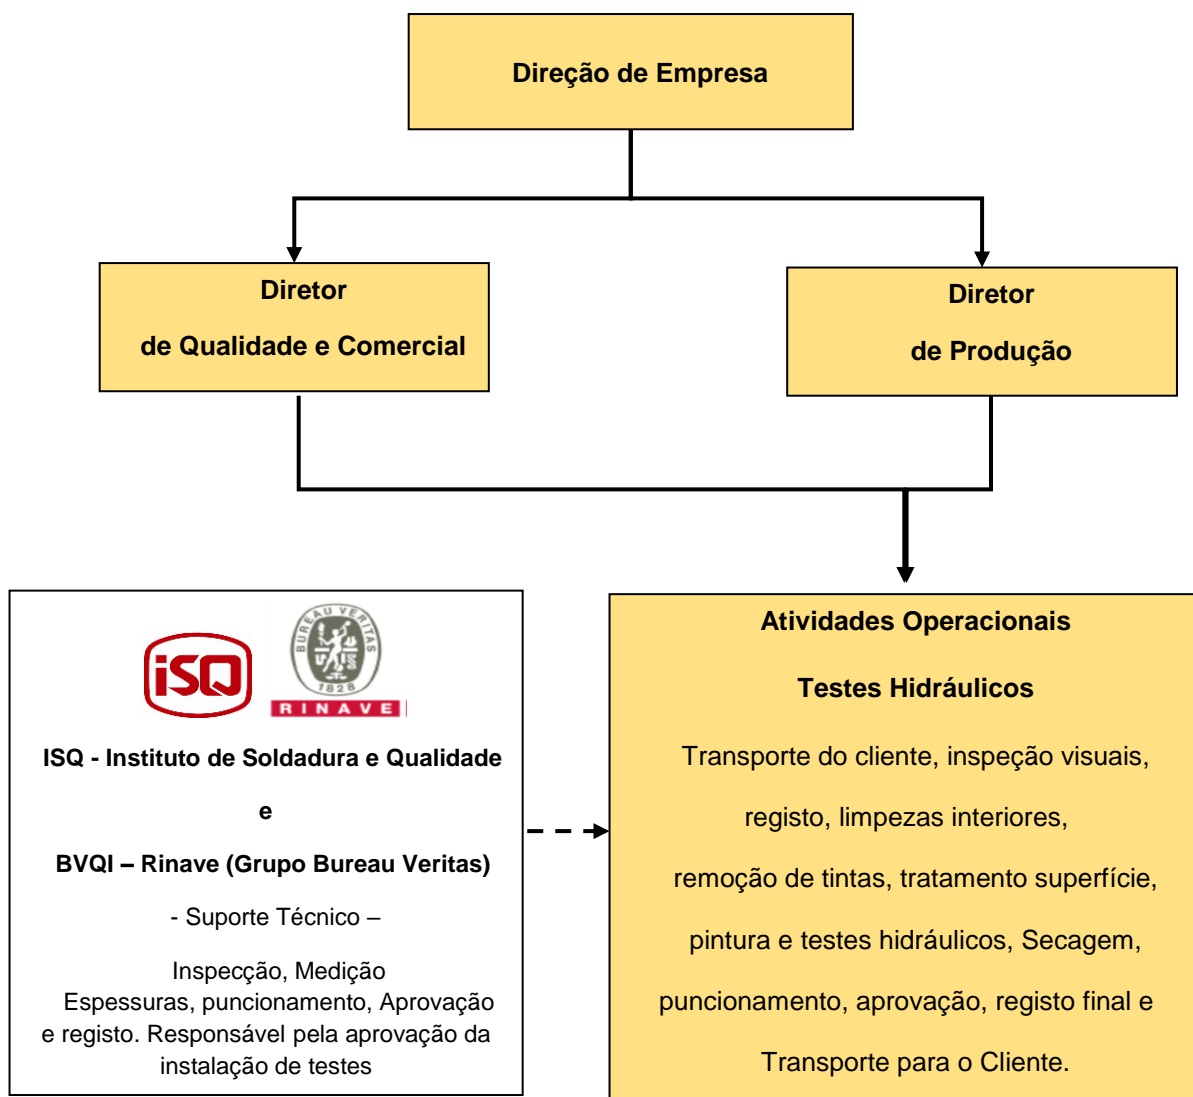 Direção de Empresa
Diretor
de Qualidade e Comercial
Diretor
de Produção
iSQ
BUREAU VERITAS
1828
RINAVE
ISQ - Instituto de Soldadura e Qualidade
e
BVQI – Rinave (Grupo Bureau Veritas)
- Suporte Técnico –
Inspecção, Medição
Espessuras, puncionamento, Aprovação
e registo. Responsável pela aprovação da
instalação de testes
Atividades Operacionais
Testes Hidráulicos
Transporte do cliente, inspeção visuais,
registo, limpezas interiores,
remoção de tintas, tratamento superfície,
pintura e testes hidráulicos, Secagem,
puncionamento, aprovação, registo final e
Transporte para o Cliente.